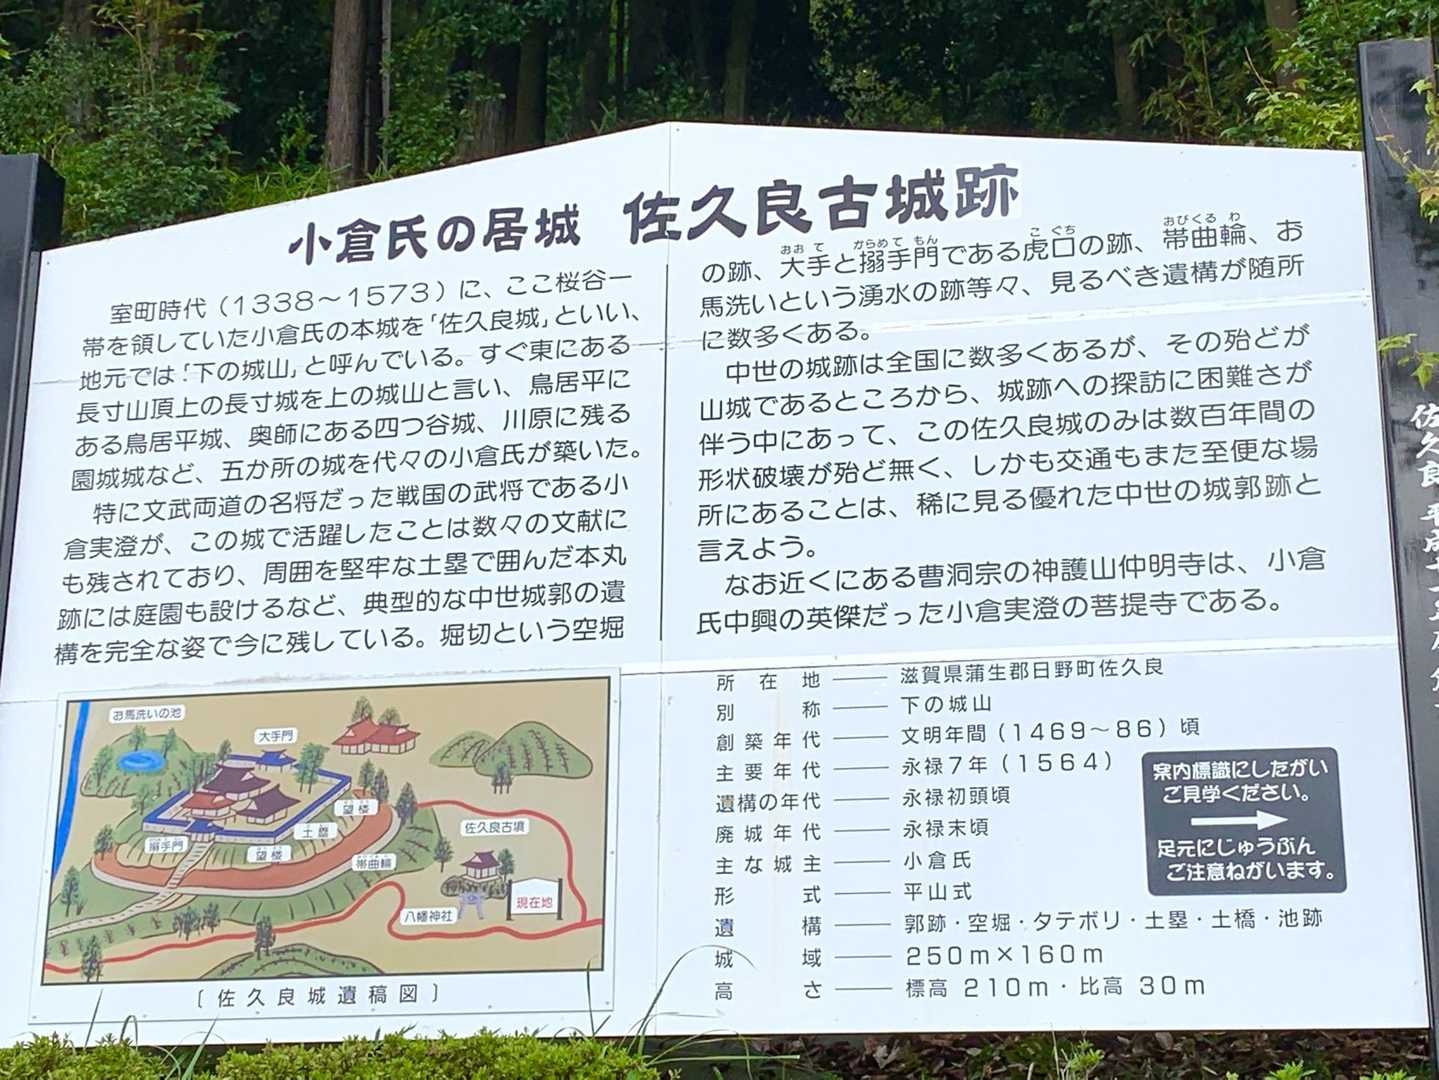 小倉氏の居城 佐久良古城跡
室町時代(1338～1573)に、ここ桜谷一
帯を領していた小倉氏の本城を「佐久良城」といい、
地元では「下の城山」と呼んでいる。すぐ東にある
長寸山頂上の長寸城を上の城山と言い、鳥居平に
ある鳥居平城、奥師にある四つ谷城、川原に残る
園城城など、五か所の城を代々の小倉氏が築いた。
特に文武両道の名将だった戦国の武将である小
倉実澄が、この城で活躍したことは数々の文献に
も残されており、周囲を堅牢な土塁で囲んだ本丸
跡には庭園も設けるなど、典型的な中世城郭の遺
構を完全な姿で今に残している。堀切という空堀
おおて からめてもん こぐち おびくるわ
の跡、大手と搦手門である虎口の跡、帯曲輪、お
馬洗いという湧水の跡等々、見るべき遺構が随所
に数多くある。
中世の城跡は全国に数多くあるが、その殆どが
山城であるところから、城跡への探訪に困難さが
伴う中にあって、この佐久良城のみは数百年間の
形状破壊が殆ど無く、しかも交通もまた至便な場
所にあることは、稀に見る優れた中世の城郭跡と
言えよう。
なお近くにある曹洞宗の神護山仲明寺は、小倉
氏中興の英傑だった小倉実澄の菩提寺である。
所在地 ── 滋賀県蒲生郡日野町佐久良
別称 ── 下の城山
創築年代 ── 文明年間(1469～86)頃
主要年代 ── 永禄7年(1564)
遺構の年代 ── 永禄初頭頃
廃城年代 ── 永禄末頃
主な城主 ── 小倉氏
形式 ── 平山式
遺構 ── 郭跡・空堀・タテボリ・土塁・土橋・池跡
城域 ── 250m×160m
高さ ── 標高 210m・比高 30m
案内標識にしたがい
ご見学ください。
足元にじゅうぶん
ご注意ねがいます。
お馬洗いの池
大手門
望楼
土塁
佐久良古墳
搦手門
望楼
帯曲輪
八幡神社
現在地
〔佐久良城遺稿図〕
佐久良